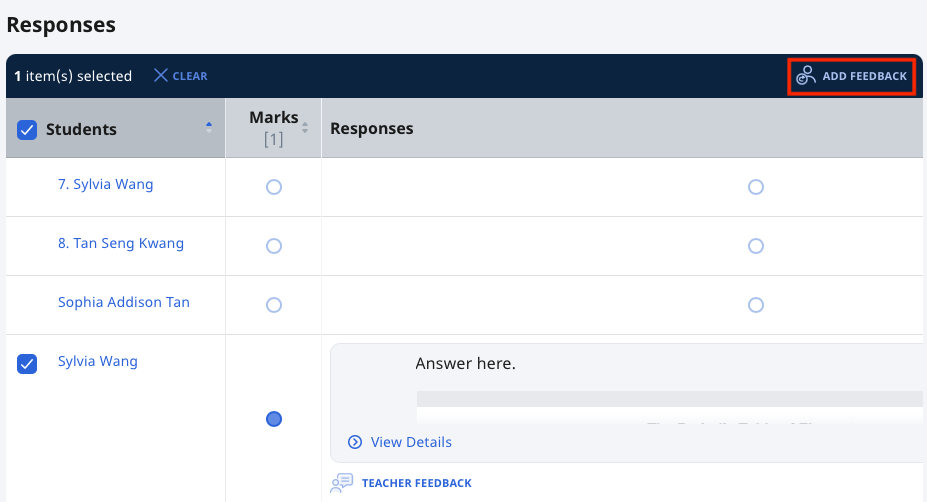 Responses
1 item(s) selected
CLEAR
ADD FEEDBACK
Students
Marks
[1]
Responses
7. Sylvia Wang
8. Tan Seng Kwang
Sophia Addison Tan
Sylvia Wang
Answer here.
View Details
TEACHER FEEDBACK